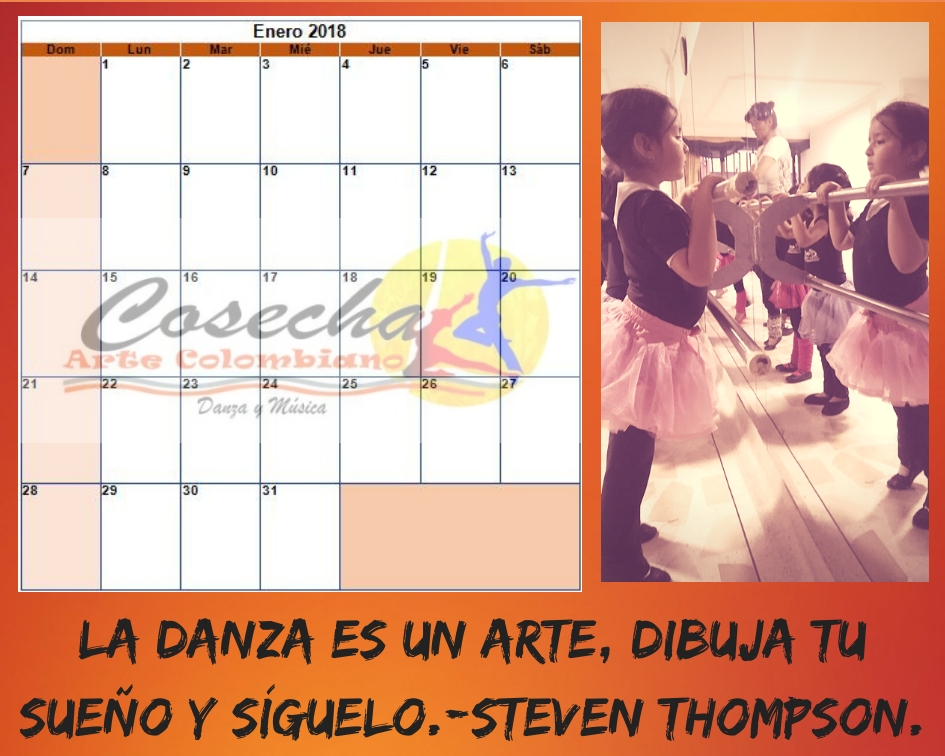 Enero 2018
Dom Lun Mar Mié Jue Vie Sáb
1 2 3 4 5 6
7 8 9 10 11 12 13
14 15 16 17 18 19 20
Cosecha
Arte Colombiano
21 22 23 24 25 26 27
Danza y Música
28 29 30 31
LA DANZA ES UN ARTE, DIBUJA TU
SUEÑO Y SÍGUELO.-STEVEN THOMPSON.